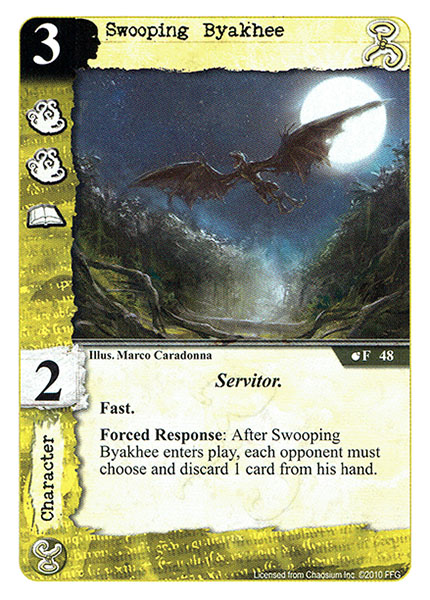 3
Swooping Byakhee
Illus. Marco Caradonna
F 48
2
Servitor.
Fast.
Forced Response: After Swooping
Byakhee enters play, each opponent must
choose and discard 1 card from his hand.
Character
Licensed from Chaosium Inc. ©2010 FFG